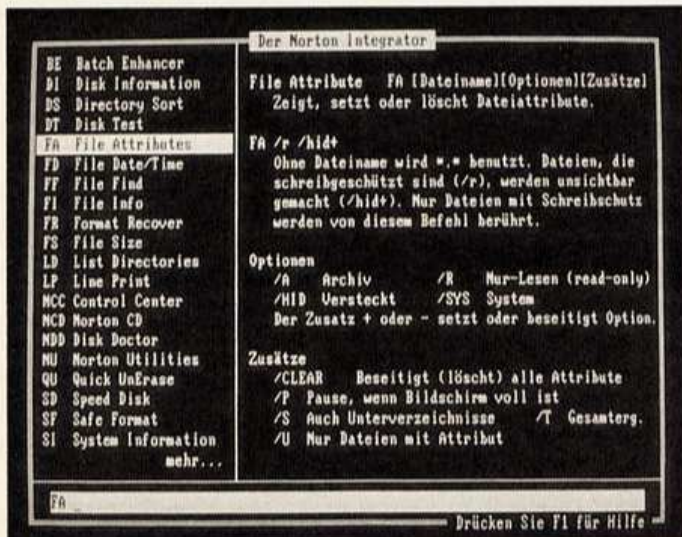 Der Norton Integrator
BE Batch Enhancer
DI Disk Information
DS Directory Sort
DT Disk Test
FA File Attributes
FD File Date/Time
FF File Find
FI File Info
FR Format Recover
FS File Size
LD List Directories
LP Line Print
NCC Control Center
NCD Norton CD
NDD Disk Doctor
NU Norton Utilities
QU Quick UnErase
SD Speed Disk
SF Safe Format
SI System Information
mehr...
File Attribute FA [Dateiname][Optionen][Zusätze]
Zeigt, setzt oder löscht Dateiattribute.
FA /r /hid+
Ohne Dateiname wird *.* benutzt. Dateien, die
schreibgeschützt sind (/r), werden unsichtbar
gemacht (/hid+). Nur Dateien mit Schreibschutz
werden von diesem Befehl berührt.
Optionen
/A Archiv /R Nur-Lesen (read-only)
/HID Versteckt /SYS System
Der Zusatz + oder - setzt oder beseitigt Option.
Zusätze
/CLEAR Beseitigt (löscht) alle Attribute
/P Pause, wenn Bildschirm voll ist
/S Auch Unterverzeichnisse /T Gesamterg.
/U Nur Dateien mit Attribut
FA _
Drücken Sie F1 für Hilfe